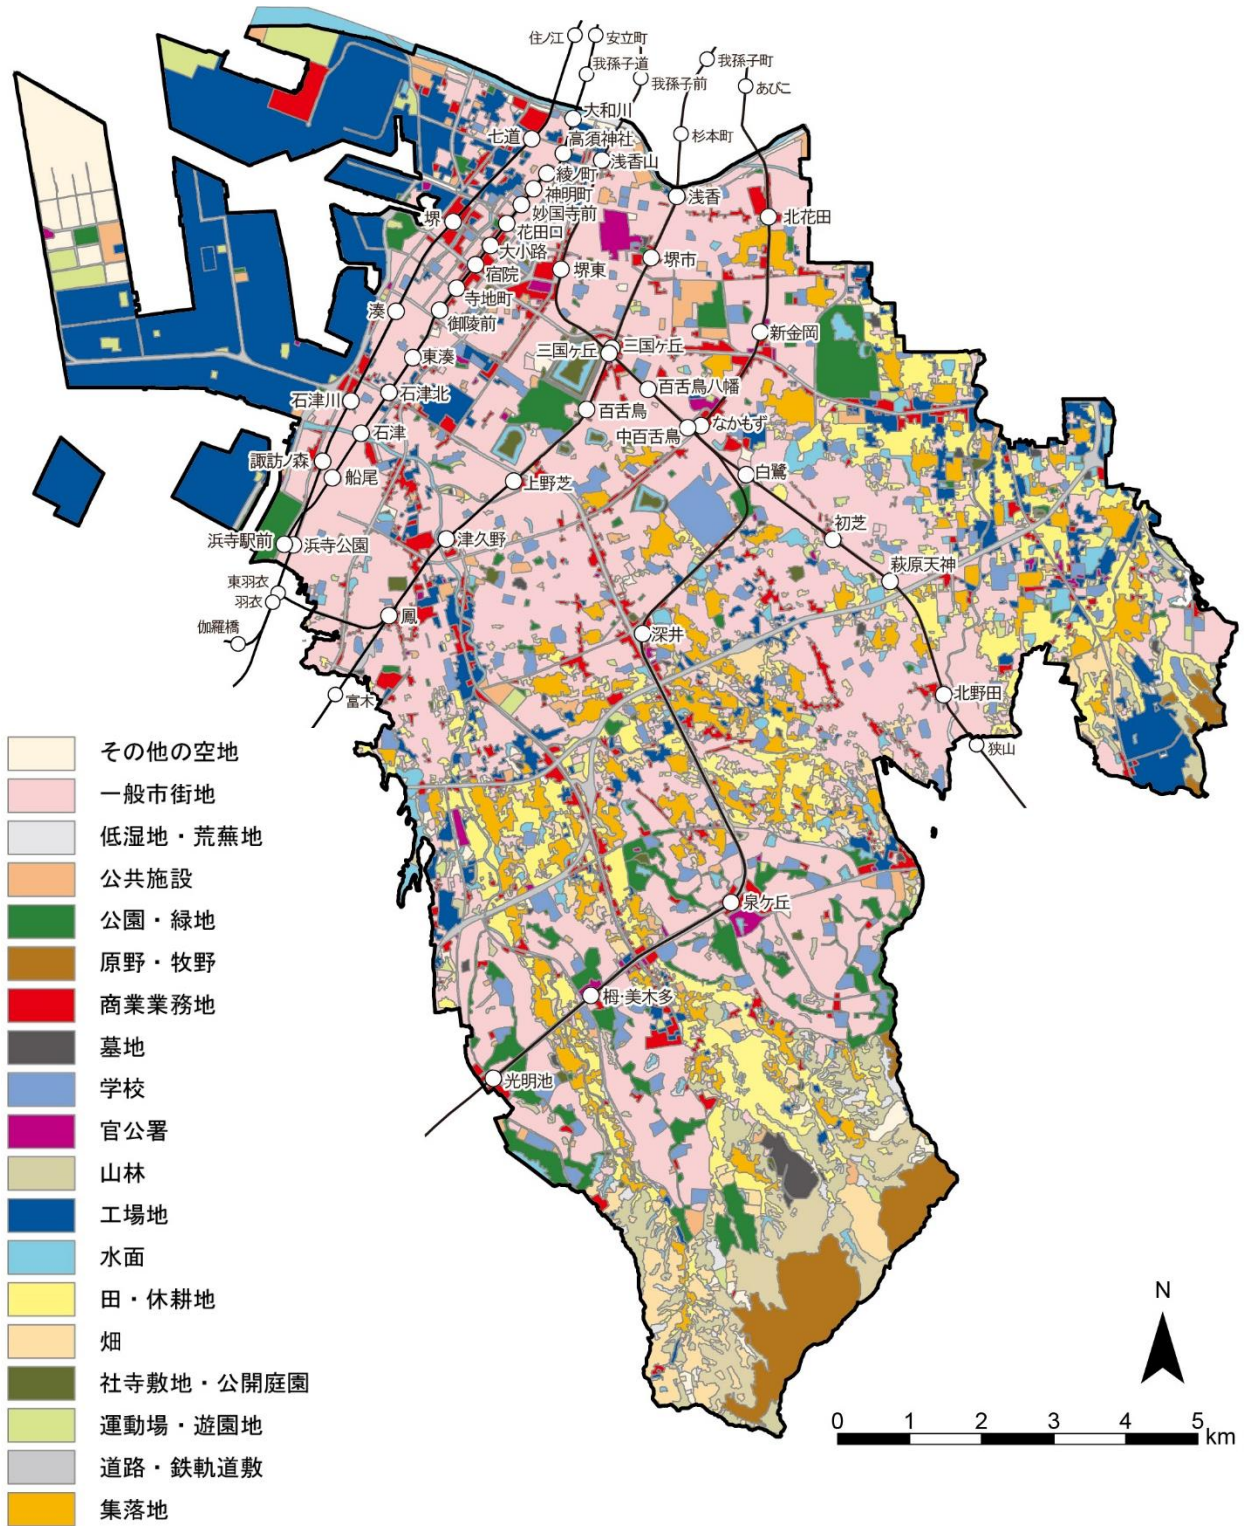 住ノ江
安立町
我孫子道
我孫子前
我孫子町
あびこ
大和川
七道
高須神社
浅香山
杉本町
綾ノ町
神明町
浅香
妙国寺前
北花田
堺
花田口
大小路
堺市
宿院
堺東
寺地町
湊
御陵前
新金岡
三国ヶ丘
三国ケ丘
東湊
百舌鳥八幡
石津北
石津川
百舌鳥
なかもず
中百舌鳥
石津
諏訪ノ森
船尾
上野芝
白鷺
初芝
浜寺駅前
浜寺公園
津久野
萩原天神
東羽衣
羽衣
伽羅橋
鳳
深井
富木
北野田
狭山
泉ケ丘
栂・美木多
光明池
その他の空地
一般市街地
低湿地・荒蕪地
公共施設
公園・緑地
原野・牧野
商業業務地
墓地
学校
官公署
山林
工場地
水面
田・休耕地
畑
社寺敷地・公開庭園
運動場・遊園地
道路・鉄軌道敷
集落地
N
0 1 2 3 4 5
km